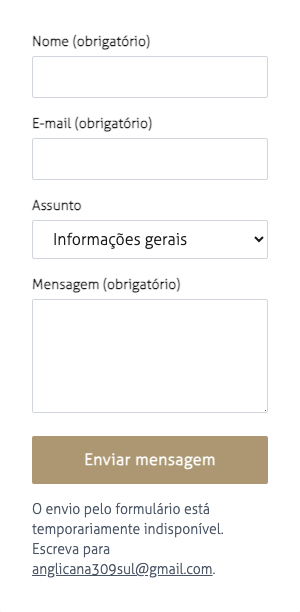 Nome (obrigatório)
E-mail (obrigatório)
Assunto
Informações gerais
Mensagem (obrigatório)
Enviar mensagem
O envio pelo formulário está
temporariamente indisponível.
Escreva para
anglicana309sul@gmail.com.